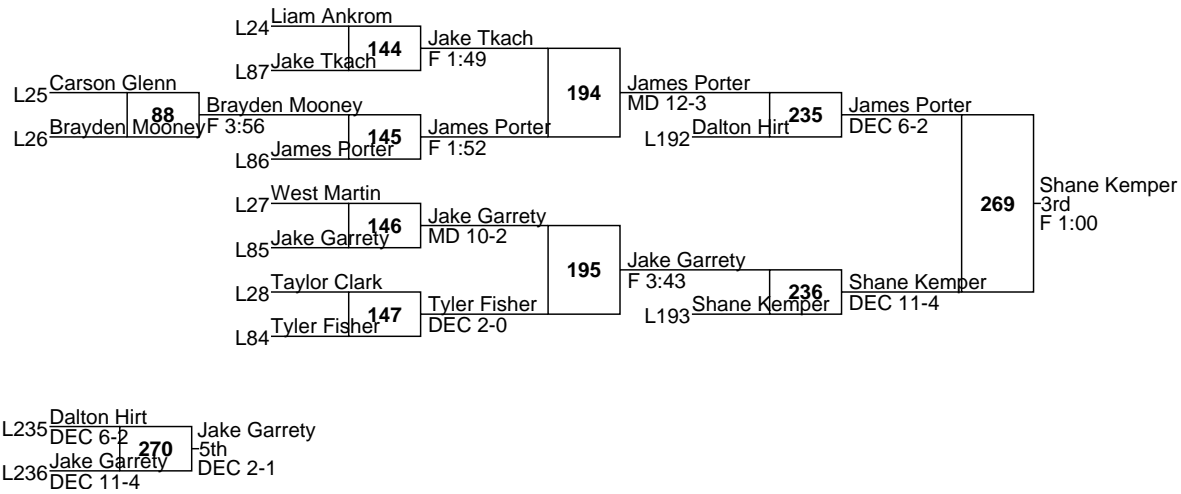 Liam Ankrom
L24
144
Jake Tkach
F 1:49
L87
Jake Tkach
Carson Glenn
L25
88
Brayden Mooney
F 3:56
L26
Brayden Mooney
145
James Porter
F 1:52
L86
James Porter
194
James Porter
MD 12-3
235
James Porter
DEC 6-2
L192
Dalton Hirt
West Martin
L27
146
Jake Garrety
MD 10-2
L85
Jake Garrety
195
Jake Garrety
F 3:43
Taylor Clark
L28
147
Tyler Fisher
DEC 2-0
L84
Tyler Fisher
236
Shane Kemper
DEC 11-4
L193
Shane Kemper
269
Shane Kemper
3rd
F 1:00
L235
Dalton Hirt
DEC 6-2
270
Jake Garrety
5th
DEC 2-1
L236
Jake Garrety
DEC 11-4